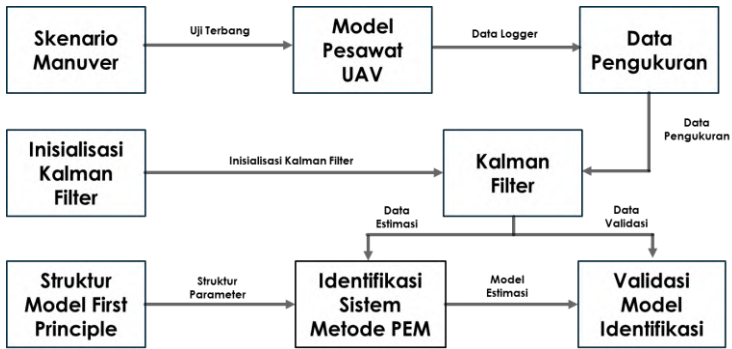 Skenario
Manuver
Uji Terbang
Model
Pesawat
UAV
Data Logger
Data
Pengukuran
Data
Pengukuran
Inisialisasi
Kalman
Filter
Inisialisasi Kalman Filter
Kalman
Filter
Data
Estimasi
Data
Validasi
Struktur
Model First
Principle
Struktur
Parameter
Identifikasi
Sistem
Metode PEM
Model
Estimasi
Validasi
Model
Identifikasi